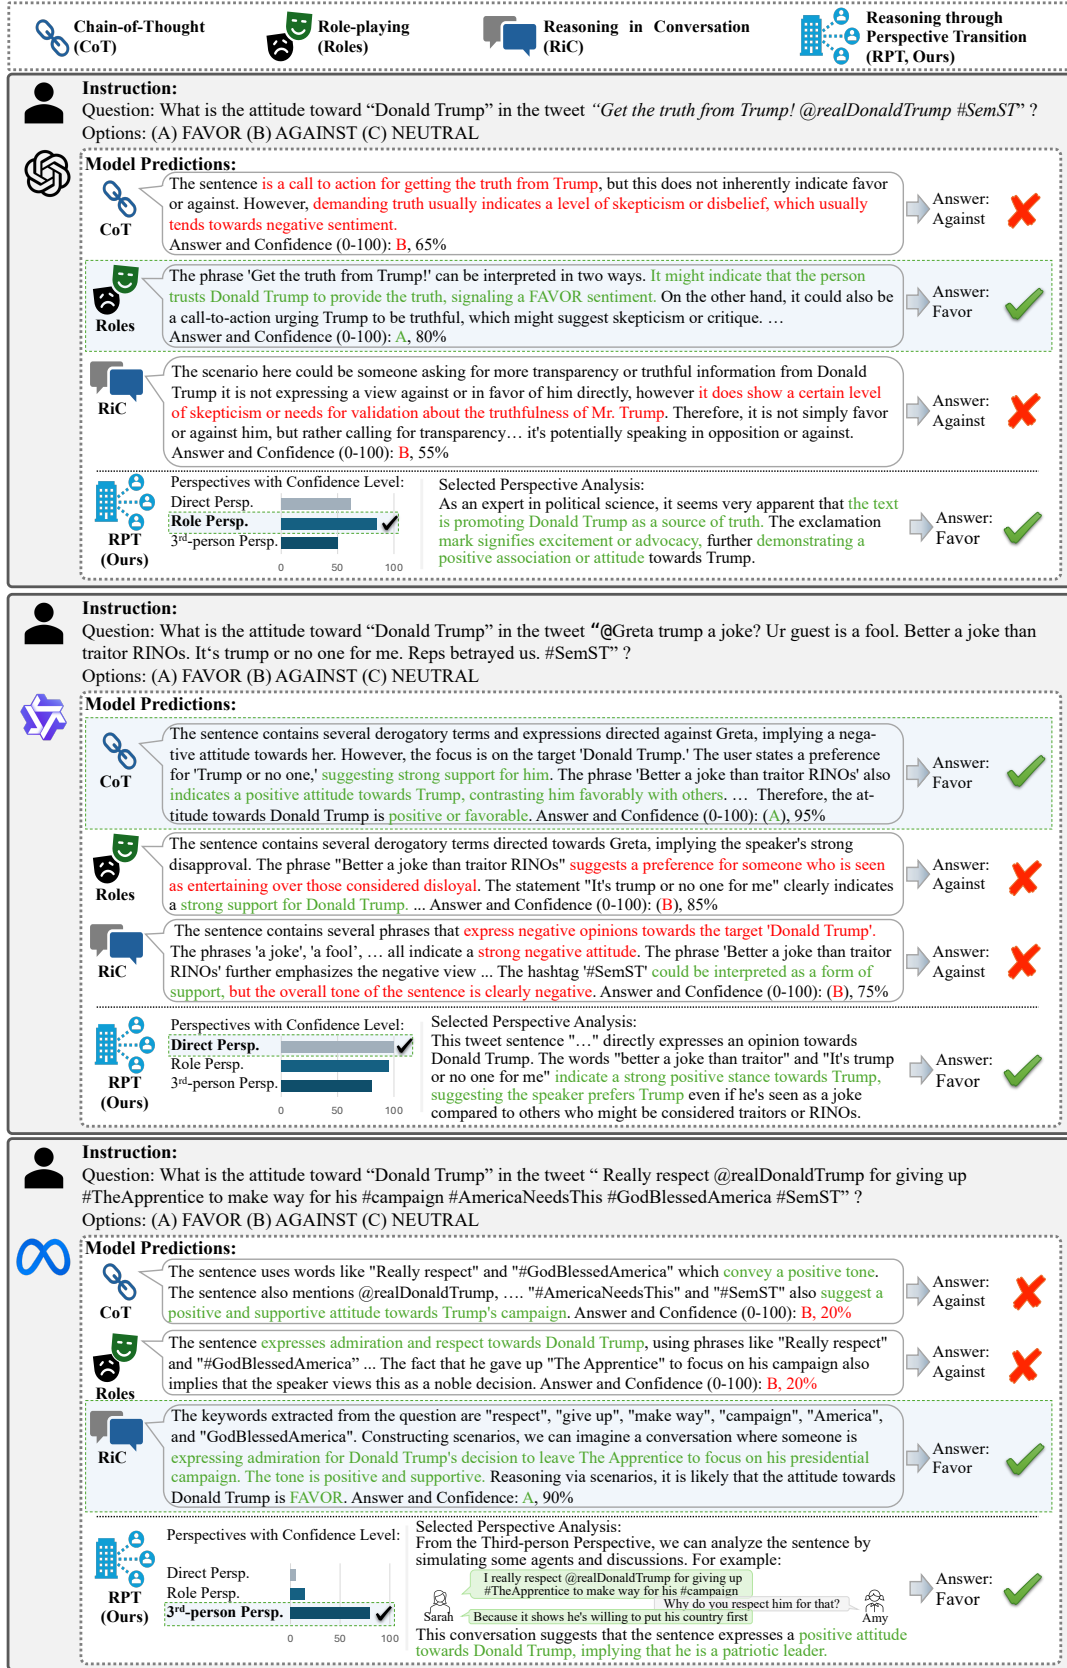 Chain-of-Thought
(CoT)
Role-playing
(Roles)
Reasoning in Conversation
(RiC)
Reasoning through
Perspective Transition
(RPT, Ours)
Instruction:
Question: What is the attitude toward “Donald Trump” in the tweet “Get the truth from Trump! @realDonaldTrump #SemST” ?
Options: (A) FAVOR (B) AGAINST (C) NEUTRAL
Model Predictions:
CoT
The sentence is a call to action for getting the truth from Trump, but this does not inherently indicate favor
or against. However, demanding truth usually indicates a level of skepticism or disbelief, which usually
tends towards negative sentiment.
Answer and Confidence (0-100): B, 65%
Answer:
Against
Roles
The phrase 'Get the truth from Trump!' can be interpreted in two ways. It might indicate that the person
trusts Donald Trump to provide the truth, signaling a FAVOR sentiment. On the other hand, it could also be
a call-to-action urging Trump to be truthful, which might suggest skepticism or critique. …
Answer and Confidence (0-100): A, 80%
Answer:
Favor
RiC
The scenario here could be someone asking for more transparency or truthful information from Donald
Trump it is not expressing a view against or in favor of him directly, however it does show a certain level
of skepticism or needs for validation about the truthfulness of Mr. Trump. Therefore, it is not simply favor
or against him, but rather calling for transparency… it's potentially speaking in opposition or against.
Answer and Confidence (0-100): B, 55%
Answer:
Against
RPT
(Ours)
Perspectives with Confidence Level:
Direct Persp.
Role Persp.
3rd-person Persp.
0 50 100
Selected Perspective Analysis:
As an expert in political science, it seems very apparent that the text
is promoting Donald Trump as a source of truth. The exclamation
mark signifies excitement or advocacy, further demonstrating a
positive association or attitude towards Trump.
Answer:
Favor
Instruction:
Question: What is the attitude toward “Donald Trump” in the tweet “@Greta trump a joke? Ur guest is a fool. Better a joke than
traitor RINOs. It‘s trump or no one for me. Reps betrayed us. #SemST” ?
Options: (A) FAVOR (B) AGAINST (C) NEUTRAL
Model Predictions:
CoT
The sentence contains several derogatory terms and expressions directed against Greta, implying a nega-
tive attitude towards her. However, the focus is on the target 'Donald Trump.' The user states a preference
for 'Trump or no one,' suggesting strong support for him. The phrase 'Better a joke than traitor RINOs' also
indicates a positive attitude towards Trump, contrasting him favorably with others. … Therefore, the at-
titude towards Donald Trump is positive or favorable. Answer and Confidence (0-100): (A), 95%
Answer:
Favor
Roles
The sentence contains several derogatory terms directed towards Greta, implying the speaker's strong
disapproval. The phrase "Better a joke than traitor RINOs" suggests a preference for someone who is seen
as entertaining over those considered disloyal. The statement "It's trump or no one for me" clearly indicates
a strong support for Donald Trump. ... Answer and Confidence (0-100): (B), 85%
Answer:
Against
RiC
The sentence contains several phrases that express negative opinions towards the target 'Donald Trump'.
The phrases 'a joke', 'a fool', … all indicate a strong negative attitude. The phrase 'Better a joke than traitor
RINOs' further emphasizes the negative view ... The hashtag '#SemST' could be interpreted as a form of
support, but the overall tone of the sentence is clearly negative. Answer and Confidence (0-100): (B), 75%
Answer:
Against
RPT
(Ours)
Perspectives with Confidence Level:
Direct Persp.
Role Persp.
3rd-person Persp.
0 50 100
Selected Perspective Analysis:
This tweet sentence "…" directly expresses an opinion towards
Donald Trump. The words "better a joke than traitor" and "It's trump
or no one for me" indicate a strong positive stance towards Trump,
suggesting the speaker prefers Trump even if he's seen as a joke
compared to others who might be considered traitors or RINOs.
Answer:
Favor
Instruction:
Question: What is the attitude toward “Donald Trump” in the tweet “ Really respect @realDonaldTrump for giving up
#TheApprentice to make way for his #campaign #AmericaNeedsThis #GodBlessedAmerica #SemST” ?
Options: (A) FAVOR (B) AGAINST (C) NEUTRAL
Model Predictions:
CoT
The sentence uses words like "Really respect" and "#GodBlessedAmerica" which convey a positive tone.
The sentence also mentions @realDonaldTrump, …. "#AmericaNeedsThis" and "#SemST" also suggest a
positive and supportive attitude towards Trump's campaign. Answer and Confidence (0-100): B, 20%
Answer:
Against
Roles
The sentence expresses admiration and respect towards Donald Trump, using phrases like "Really respect"
and "#GodBlessedAmerica” ... The fact that he gave up "The Apprentice" to focus on his campaign also
implies that the speaker views this as a noble decision. Answer and Confidence (0-100): B, 20%
Answer:
Against
RiC
The keywords extracted from the question are "respect", "give up", "make way", "campaign", "America",
and "GodBlessedAmerica". Constructing scenarios, we can imagine a conversation where someone is
expressing admiration for Donald Trump's decision to leave The Apprentice to focus on his presidential
campaign. The tone is positive and supportive. Reasoning via scenarios, it is likely that the attitude towards
Donald Trump is FAVOR. Answer and Confidence: A, 90%
Answer:
Favor
RPT
(Ours)
Perspectives with Confidence Level:
Direct Persp.
Role Persp.
3rd-person Persp.
0 50 100
Selected Perspective Analysis:
From the Third-person Perspective, we can analyze the sentence by
simulating some agents and discussions. For example:
I really respect @realDonaldTrump for giving up
#TheApprentice to make way for his #campaign
Why do you respect him for that?
Sarah
Because it shows he's willing to put his country first
Amy
This conversation suggests that the sentence expresses a positive attitude
towards Donald Trump, implying that he is a patriotic leader.
Answer:
Favor